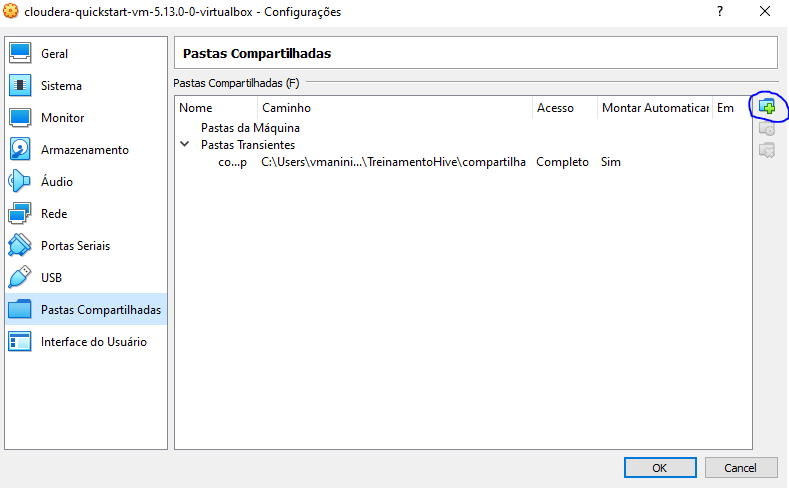 cloudera-quickstart-vm-5.13.0-0-virtualbox - Configurações
?
Geral
Sistema
Monitor
Armazenamento
Áudio
Rede
Portas Seriais
USB
Pastas Compartilhadas
Interface do Usuário
Pastas Compartilhadas
Pastas Compartilhadas (F)
Nome Caminho Acesso Montar Automaticar Em
Pastas da Máquina
Pastas Transientes
co...p C:\Users\vmanini...\TreinamentoHive\compartilha Completo Sim
OK Cancel